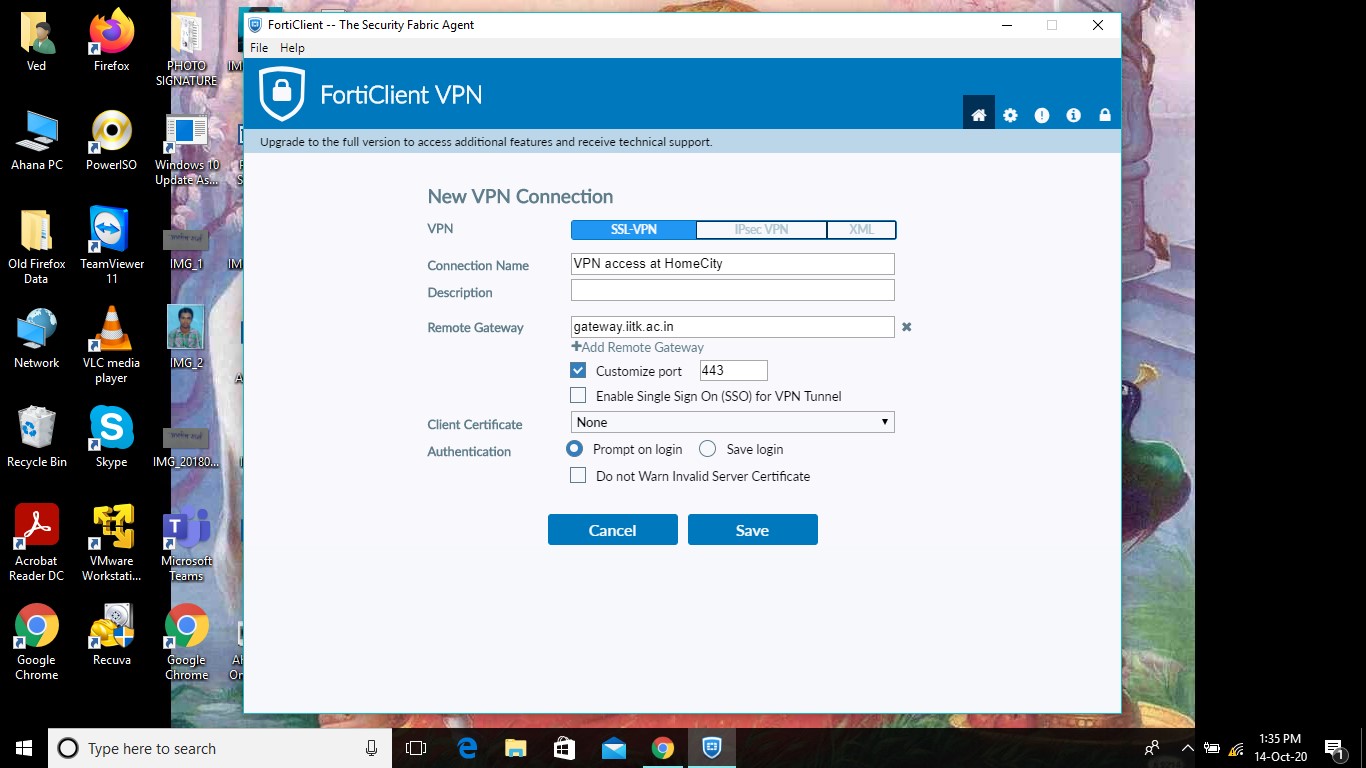 FortiClient -- The Security Fabric Agent
File Help
FortiClient VPN
Upgrade to the full version to access additional features and receive technical support.
New VPN Connection
VPN SSL-VPN IPsec VPN XML
Connection Name VPN access at HomeCity
Description
Remote Gateway gateway.iitk.ac.in
+Add Remote Gateway
Customize port 443
Enable Single Sign On (SSO) for VPN Tunnel
Client Certificate None
Authentication Prompt on login Save login
Do not Warn Invalid Server Certificate
Cancel Save
Ved
Firefox
PHOTO
SIGNATURE
Ahana PC
PowerISO
Windows 10
Update As...
Old Firefox
Data
TeamViewer
11
IMG_1
Network
VLC media
player
IMG_2
Recycle Bin
Skype
IMG_20180...
Acrobat
Reader DC
VMware
Workstati...
Microsoft
Teams
Google
Chrome
Recuva
Google
Chrome
Type here to search
1:35 PM
14-Oct-20
1